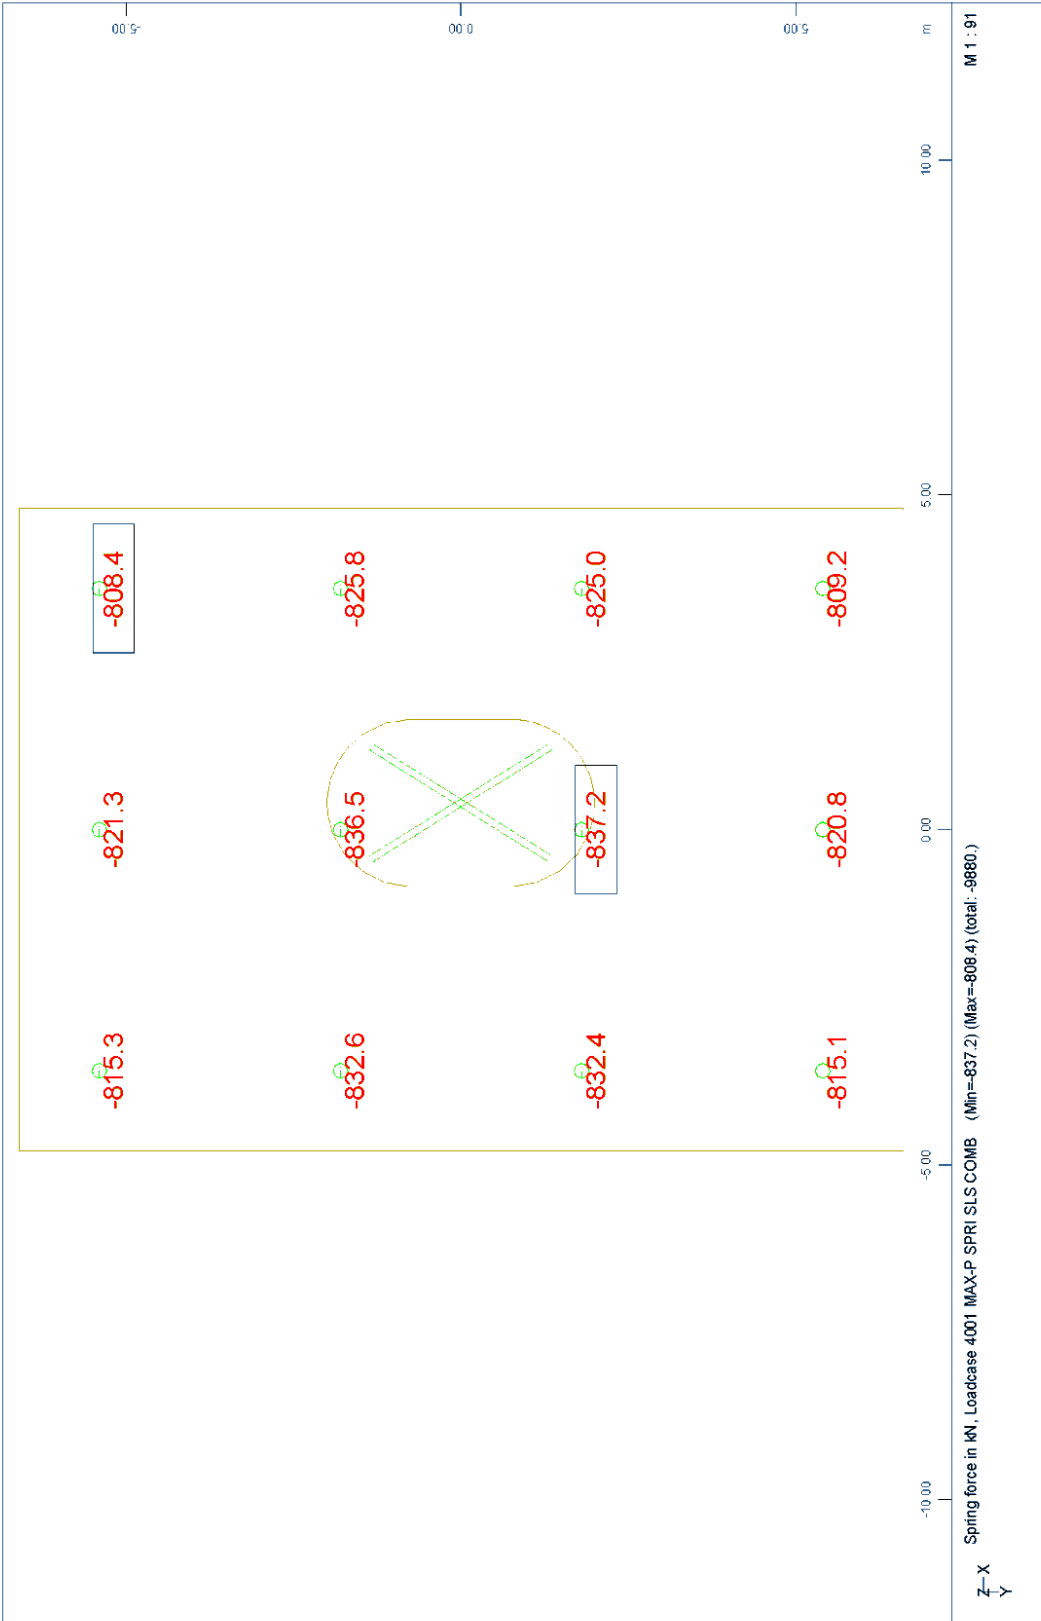 -815.3 -821.3 -808.4
-5.00
-832.6 -836.5 -825.8
0.00
-832.4 -837.2 -825.0
5.00
-815.1 -820.8 -809.2
-10.00 -5.00 0.00 5.00 10.00 m
Spring force in kN, Loadcase 4001 MAX-P SPRI SLS COMB (Min=-837.2) (Max=-808.4) (total: -9880.) M 1 : 91
Z X
Y